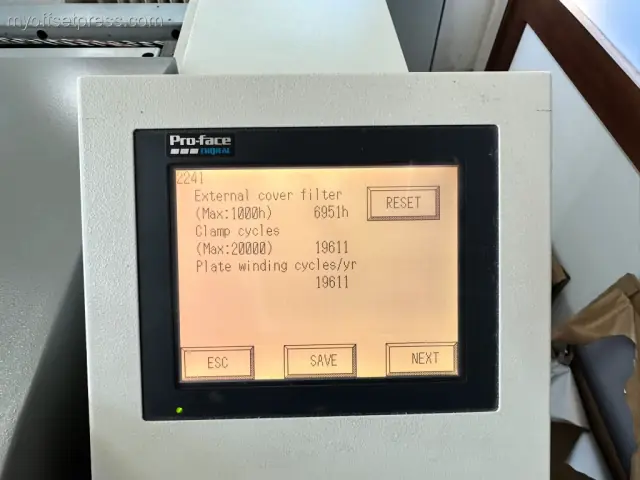 myoffsetpress.com
Pro-face
DIGITAL
2241
External cover filter
(Max:1000h) 6951h
RESET
Clamp cycles
(Max:20000) 19611
Plate winding cycles/yr
19611
ESC
SAVE
NEXT